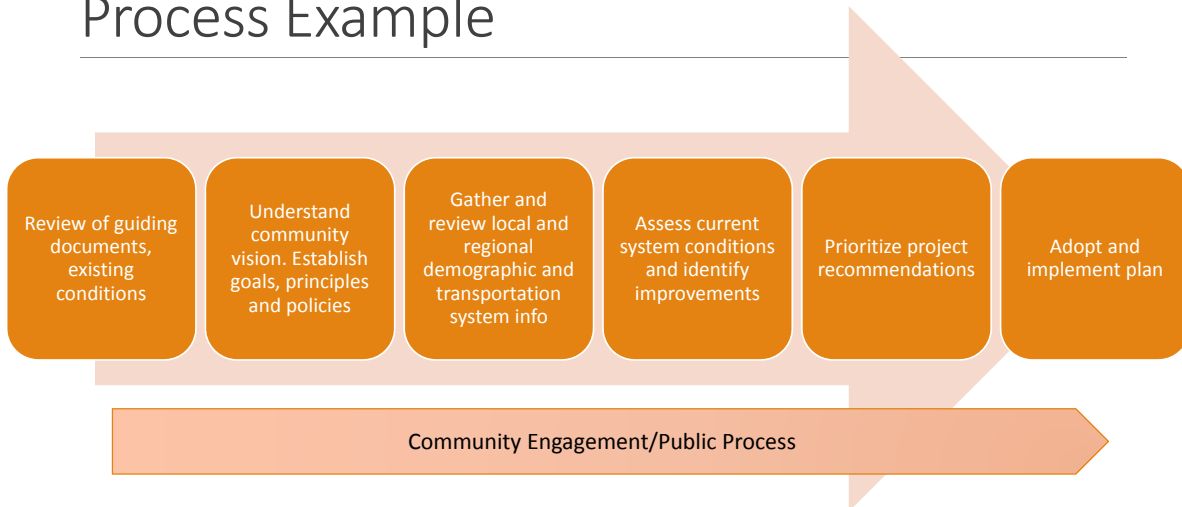 Process Example
Review of guiding
documents,
existing
conditions
Understand
community
vision. Establish
goals, principles
and policies
Gather and
review local and
regional
demographic and
transportation
system info
Assess current
system conditions
and identify
improvements
Prioritize project
recommendations
Adopt and
implement plan
Community Engagement/Public Process